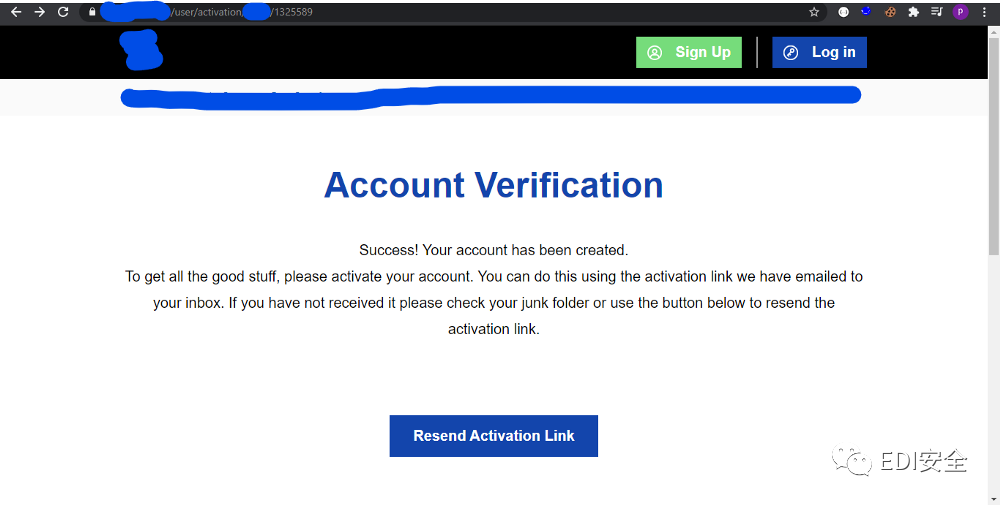 /user/activation/
/1325589
P
Sign Up
Log in
Account Verification
Success! Your account has been created.
To get all the good stuff, please activate your account. You can do this using the activation link we have emailed to
your inbox. If you have not received it please check your junk folder or use the button below to resend the
activation link.
Resend Activation Link
EDI安全